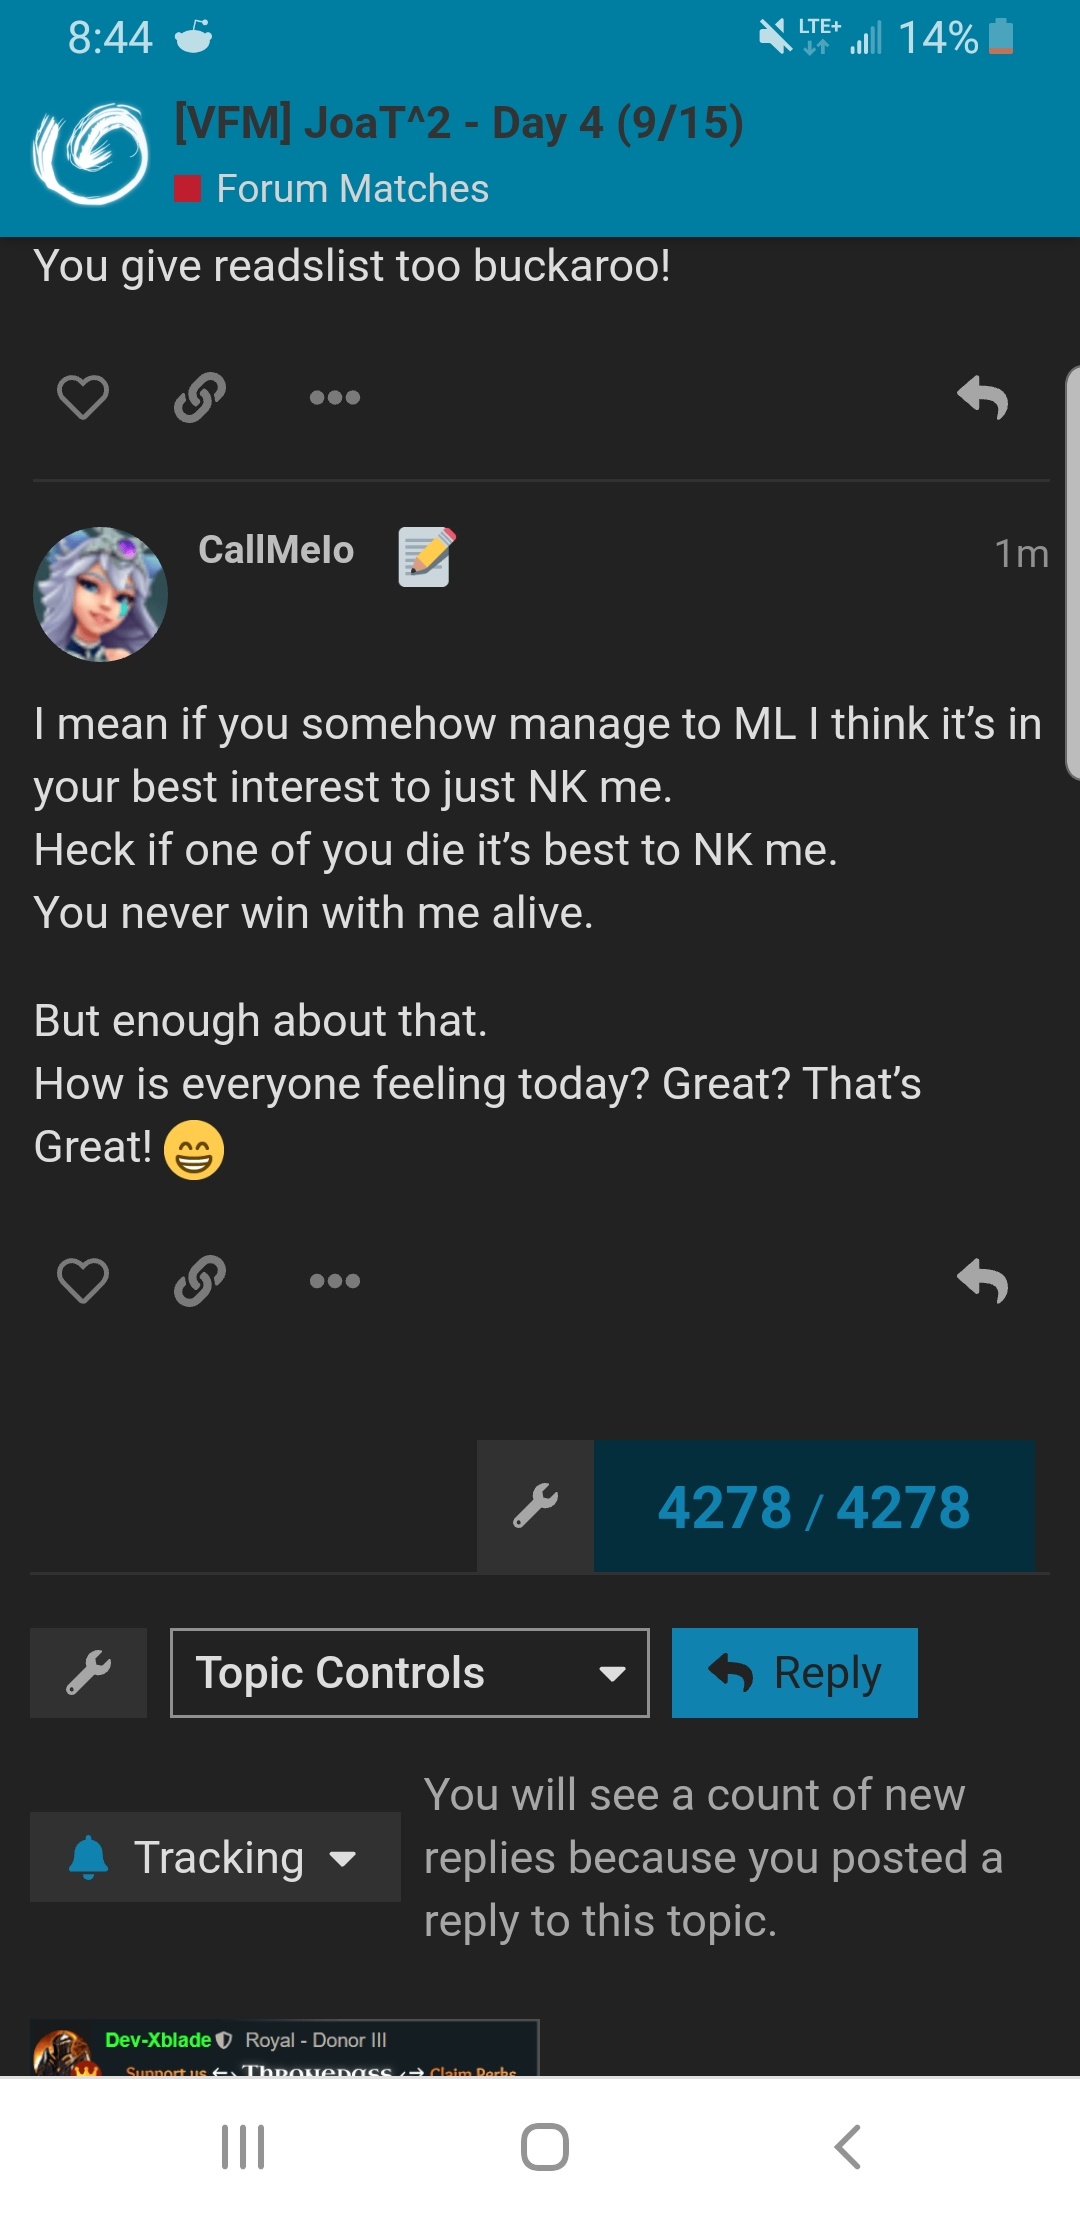 8:44
LTE+
14%
[VFM] JoaT^2 - Day 4 (9/15)
Forum Matches
You give readslist too buckaroo!
CallMeIo
1m
I mean if you somehow manage to ML I think it’s in
your best interest to just NK me.
Heck if one of you die it’s best to NK me.
You never win with me alive.
But enough about that.
How is everyone feeling today? Great? That’s
Great!
4278 / 4278
Topic Controls
Reply
Tracking
You will see a count of new
replies because you posted a
reply to this topic.
Dev-Xblade Royal - Donor III
Support us Thronepass Claim Perks